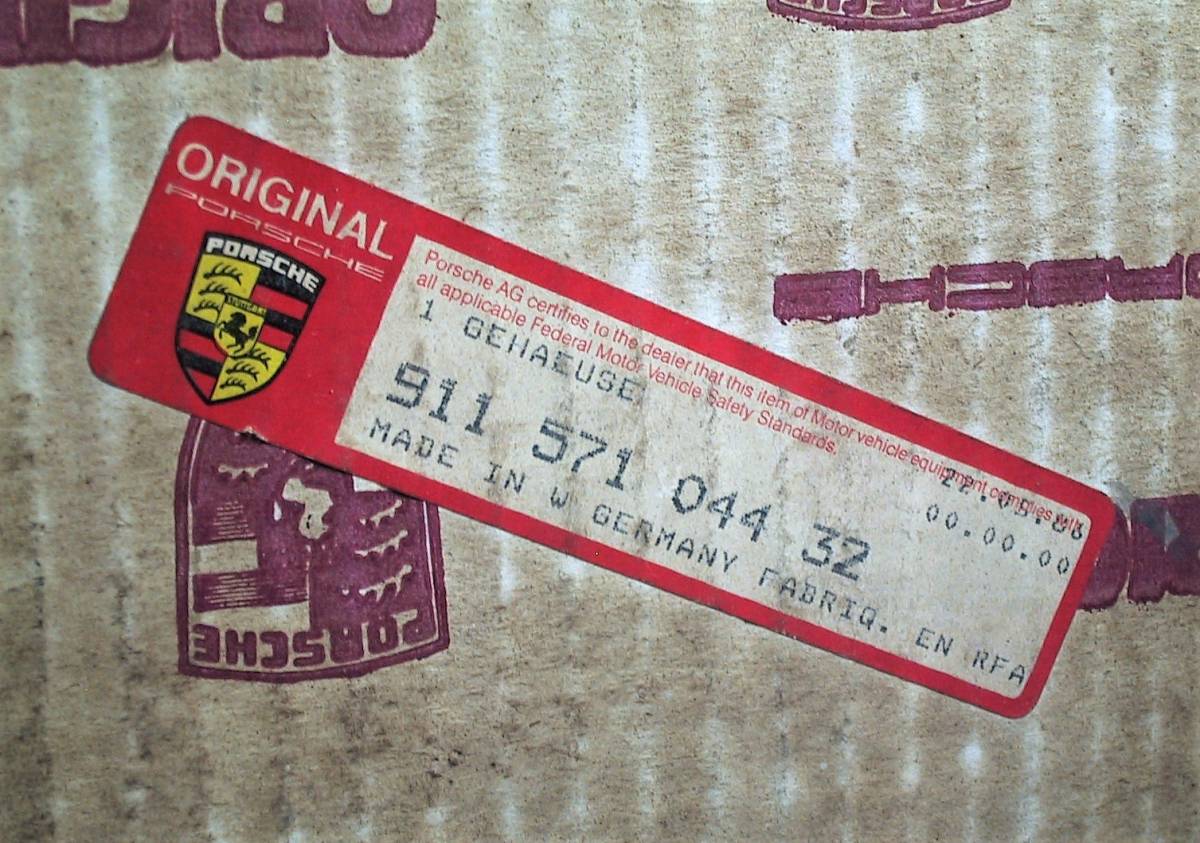 ORIGINAL
PORSCHE
PORSCHE
Porsche AG certifies to the dealer that this item of Motor vehicle equipment complies with
all applicable Federal Motor Vehicle Safety Standards.
1 GEHAEUSE
911 571 044 32
00.00.00
MADE IN W GERMANY FABRIQ. EN RFA
PORSCHE